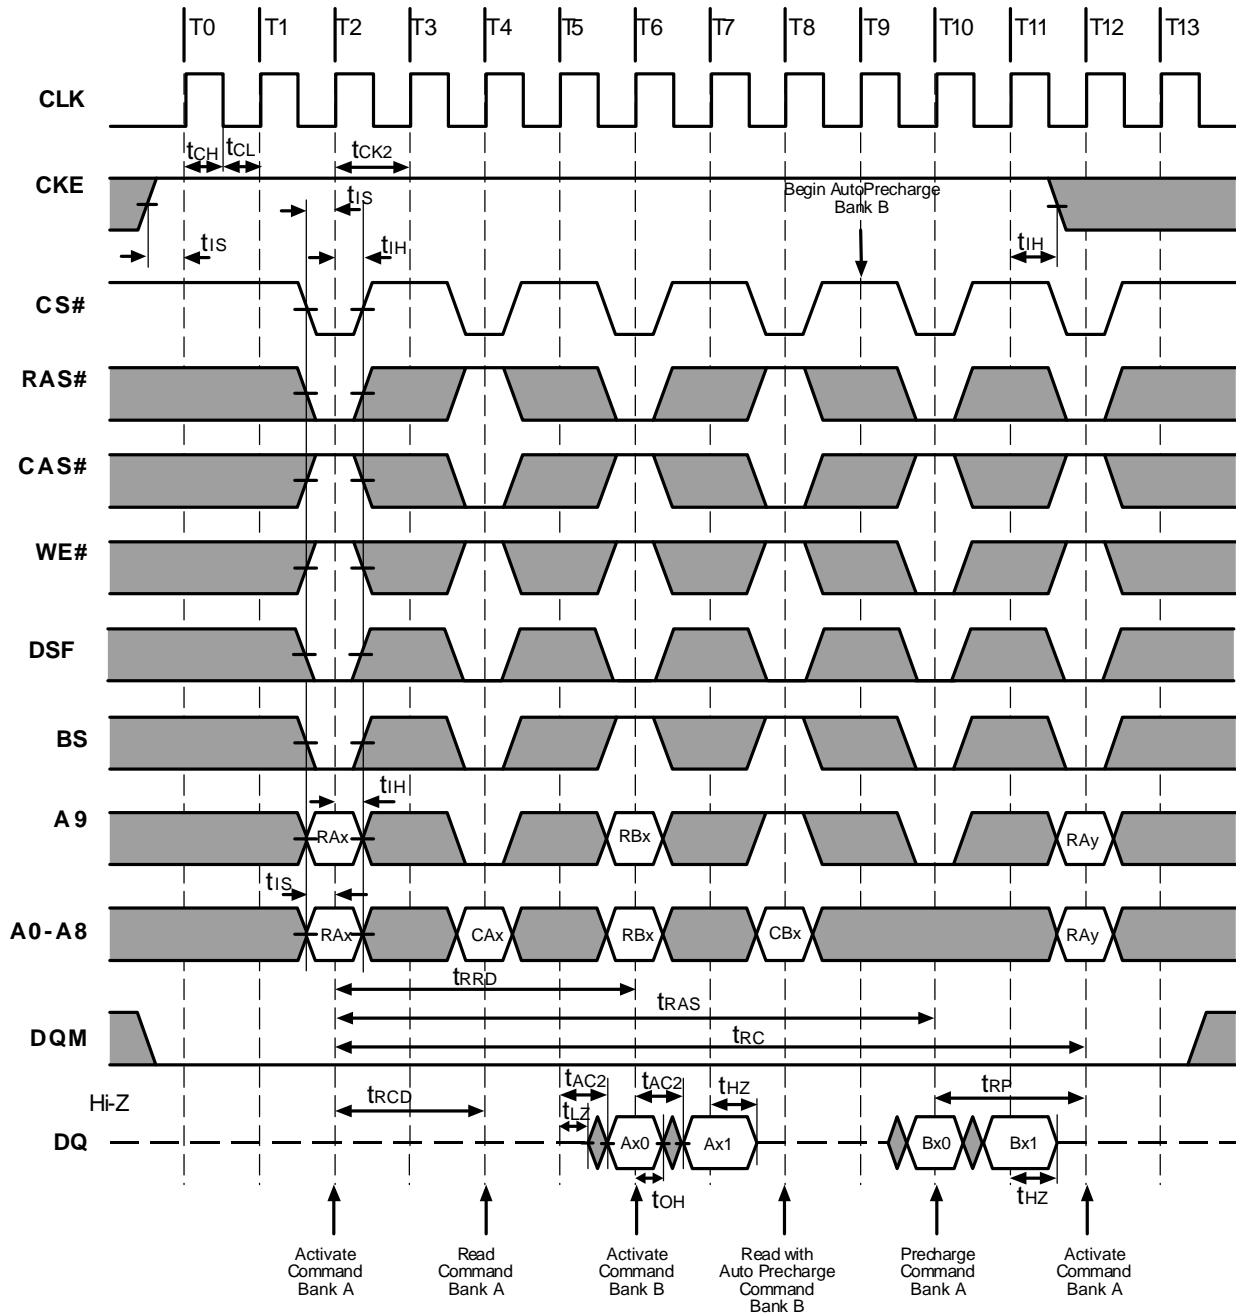 T0 T1 T2 T3 T4 T5 T6 T7 T8 T9 T10 T11 T12 T13
CLK
tCH tCL tCK2
CKE
tIS
Begin AutoPrecharge
Bank B
tIS
tIH
tIH
CS#
RAS#
CAS#
WE#
DSF
BS
tIH
A9
RAx RBx RAy
tIS
A0-A8
RAx CAx RBx CBx RAy
tRRD
tRAS
DQM
tRC
tAC2 tAC2 tHZ
tRCD
tRP
Hi-Z
tLZ
DQ
Ax0 Ax1 Bx0 Bx1
tOH
tHZ
Activate
Command
Bank A
Read
Command
Bank A
Activate
Command
Bank B
Read with
Auto Precharge
Command
Bank B
Precharge
Command
Bank A
Activate
Command
Bank A